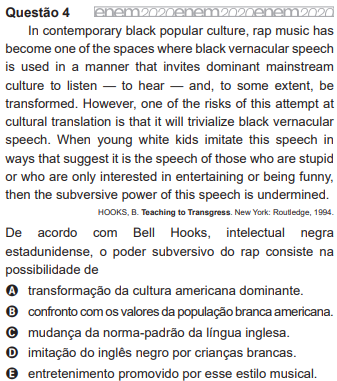 Questão 4 enem2020enem2020enem2020
In contemporary black popular culture, rap music has
become one of the spaces where black vernacular speech
is used in a manner that invites dominant mainstream
culture to listen — to hear — and, to some extent, be
transformed. However, one of the risks of this attempt at
cultural translation is that it will trivialize black vernacular
speech. When young white kids imitate this speech in
ways that suggest it is the speech of those who are stupid
or who are only interested in entertaining or being funny,
then the subversive power of this speech is undermined.
HOOKS, B. Teaching to Transgress. New York: Routledge, 1994.
De acordo com Bell Hooks, intelectual negra
estadunidense, o poder subversivo do rap consiste na
possibilidade de
A transformação da cultura americana dominante.
B confronto com os valores da população branca americana.
C mudança da norma-padrão da língua inglesa.
D imitação do inglês negro por crianças brancas.
E entretenimento promovido por esse estilo musical.